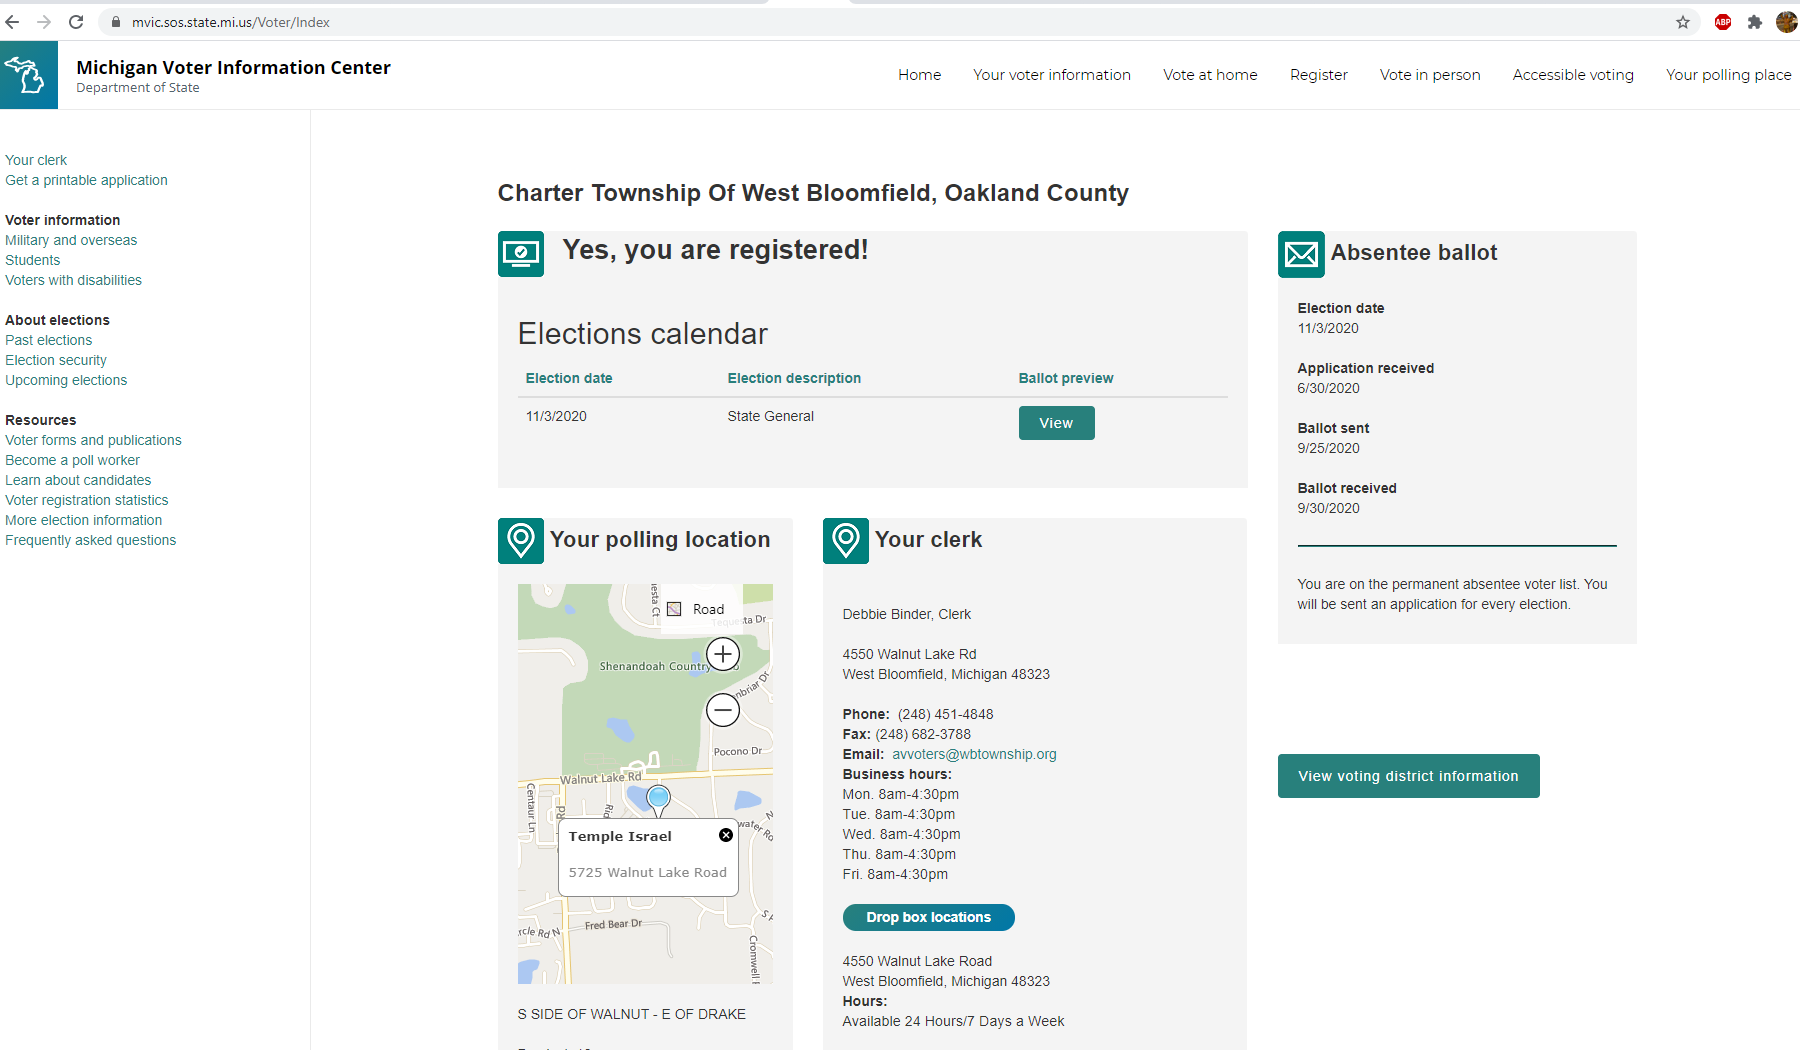 mvic.sos.state.mi.us/Voter/Index
ABP
Michigan Voter Information Center
Department of State
Home
Your voter information
Vote at home
Register
Vote in person
Accessible voting
Your polling place
Your clerk
Get a printable application
Voter information
Military and overseas
Students
Voters with disabilities
About elections
Past elections
Election security
Upcoming elections
Resources
Voter forms and publications
Become a poll worker
Learn about candidates
Voter registration statistics
More election information
Frequently asked questions
Charter Township Of West Bloomfield, Oakland County
Yes, you are registered!
Elections calendar
Election date Election description Ballot preview
11/3/2020 State General View
Your polling location
Road
Shenandoah Country
Pocono Dr
Walnut Lake Rd
Centaur Ln
Temple Israel
5725 Walnut Lake Road
Fred Bear Dr
rcle Rd N
Cromwell
S SIDE OF WALNUT - E OF DRAKE
Your clerk
Debbie Binder, Clerk
4550 Walnut Lake Rd
West Bloomfield, Michigan 48323
Phone: (248) 451-4848
Fax: (248) 682-3788
Email: avvoters@wbtownship.org
Business hours:
Mon. 8am-4:30pm
Tue. 8am-4:30pm
Wed. 8am-4:30pm
Thu. 8am-4:30pm
Fri. 8am-4:30pm
Drop box locations
4550 Walnut Lake Road
West Bloomfield, Michigan 48323
Hours:
Available 24 Hours/7 Days a Week
Absentee ballot
Election date
11/3/2020
Application received
6/30/2020
Ballot sent
9/25/2020
Ballot received
9/30/2020
You are on the permanent absentee voter list. You
will be sent an application for every election.
View voting district information